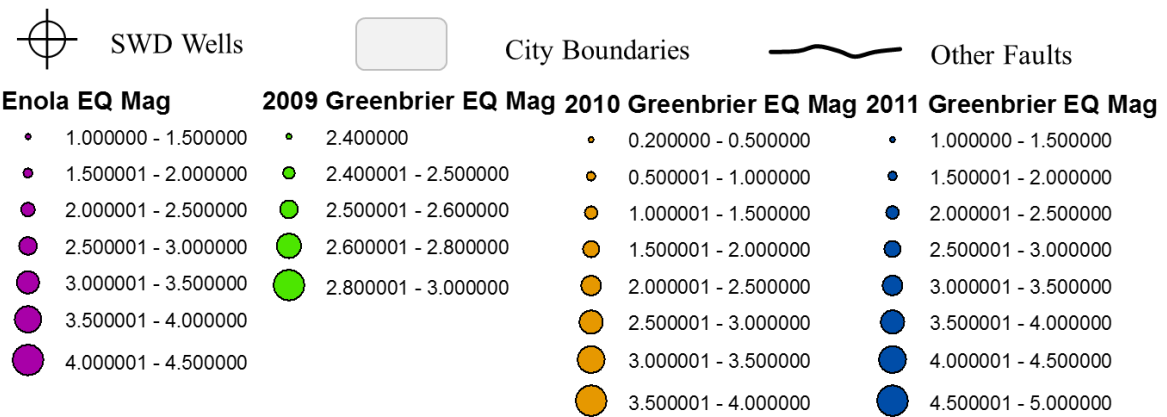 SWD Wells
City Boundaries
Other Faults
Enola EQ Mag
1.000000 - 1.500000
1.500001 - 2.000000
2.000001 - 2.500000
2.500001 - 3.000000
3.000001 - 3.500000
3.500001 - 4.000000
4.000001 - 4.500000
2009 Greenbrier EQ Mag
2.400000
2.400001 - 2.500000
2.500001 - 2.600000
2.600001 - 2.800000
2.800001 - 3.000000
2010 Greenbrier EQ Mag
0.200000 - 0.500000
0.500001 - 1.000000
1.000001 - 1.500000
1.500001 - 2.000000
2.000001 - 2.500000
2.500001 - 3.000000
3.000001 - 3.500000
3.500001 - 4.000000
2011 Greenbrier EQ Mag
1.000000 - 1.500000
1.500001 - 2.000000
2.000001 - 2.500000
2.500001 - 3.000000
3.000001 - 3.500000
3.500001 - 4.000000
4.000001 - 4.500000
4.500001 - 5.000000